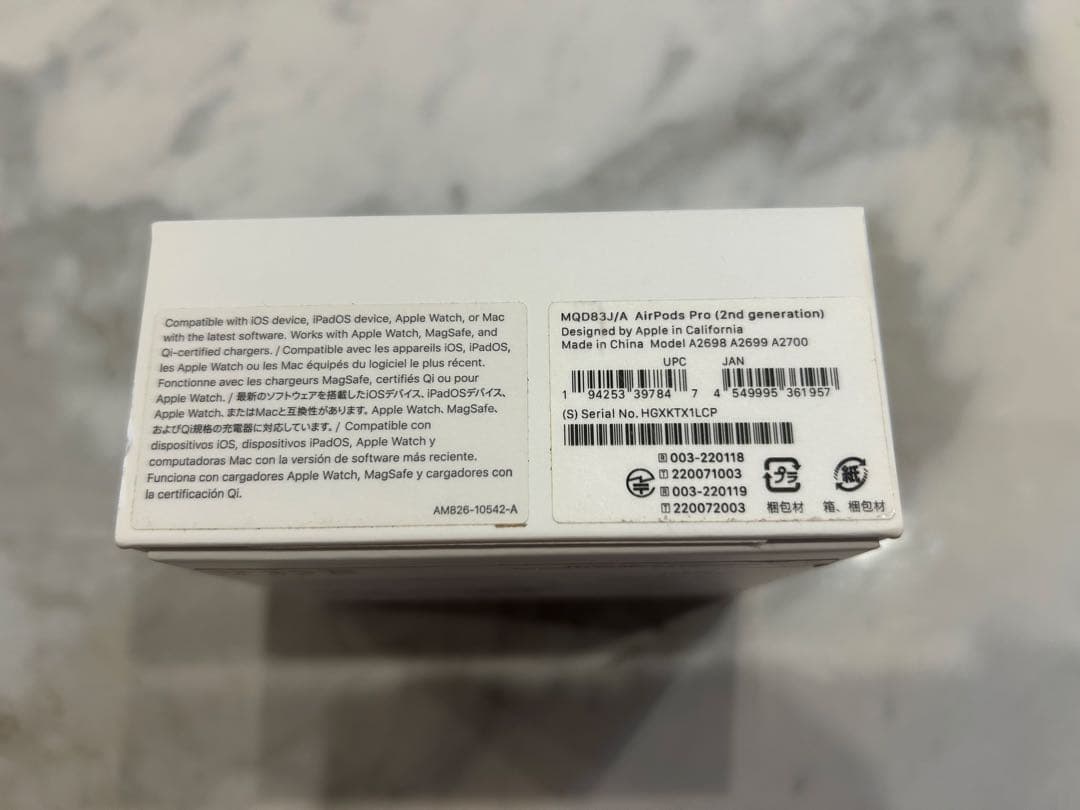 Compatible with iOS device, iPadOS device, Apple Watch, or Mac
with the latest software. Works with Apple Watch, MagSafe, and
Qi-certified chargers. / Compatible avec les appareils iOS, iPadOS,
les Apple Watch ou les Mac équipés du logiciel le plus récent.
Fonctionne avec les chargeurs MagSafe, certifiés Qi ou pour
Apple Watch. / 最新のソフトウェアを搭載したiOSデバイス、iPadOSデバイス、
Apple Watch、またはMacと互換性があります。Apple Watch、MagSafe、
およびQi規格の充電器に対応しています。/ Compatible con
dispositivos iOS, dispositivos iPadOS, Apple Watch y
computadoras Mac con la versión de software más reciente.
Funciona con cargadores Apple Watch, MagSafe y cargadores con
la certificación Qi.
AM826-10542-A
MQD83J/A AirPods Pro (2nd generation)
Designed by Apple in California
Made in China Model A2698 A2699 A2700
UPC JAN
1 94253 39784 7 4 549995 361957
(S) Serial No. HGXKTX1LCP
R 003-220118
T 220071003
R 003-220119
T 220072003
プラ 紙
梱包材 箱、梱包材